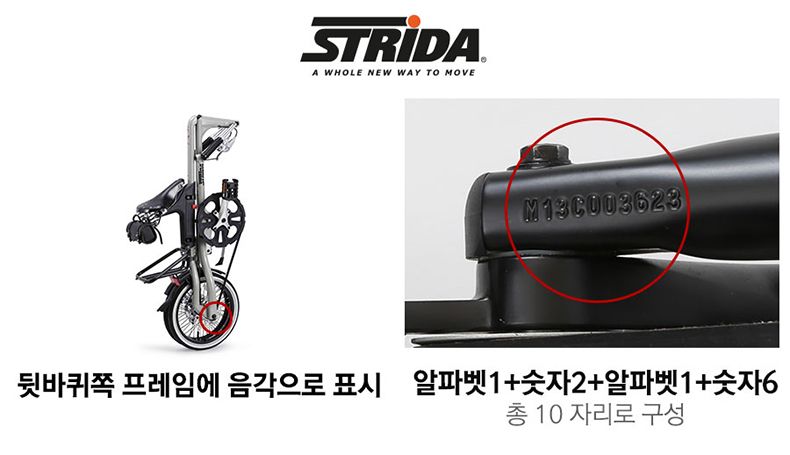 STRiDA®
A WHOLE NEW WAY TO MOVE
STRIDA
M13C003623
뒷바퀴쪽 프레임에 음각으로 표시
알파벳1+숫자2+알파벳1+숫자6
총 10 자리로 구성